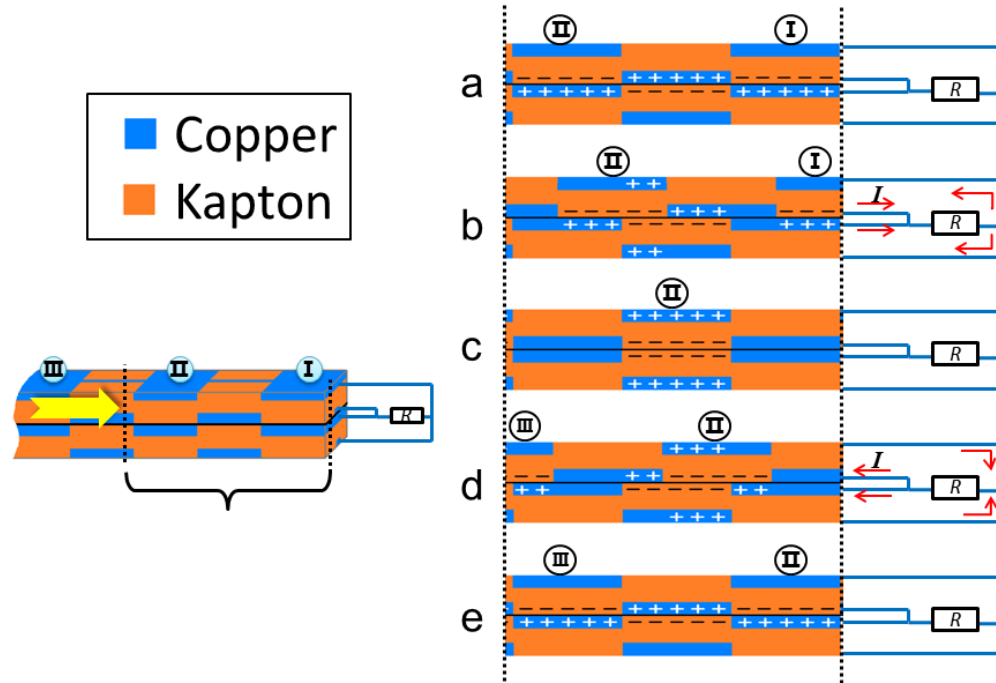 Copper
Kapton
III II I
R
a
II I
+ + + + +
+ + + + + + + + + +
R
b
II I
+ +
+ + +
+ + + + + +
+ +
I
R
c
II
+ + + + +
+ + + + +
R
d
III II
+ + +
+ +
+ + + +
+ + +
I
R
e
III II
+ + + + +
+ + + + + + + + + +
R